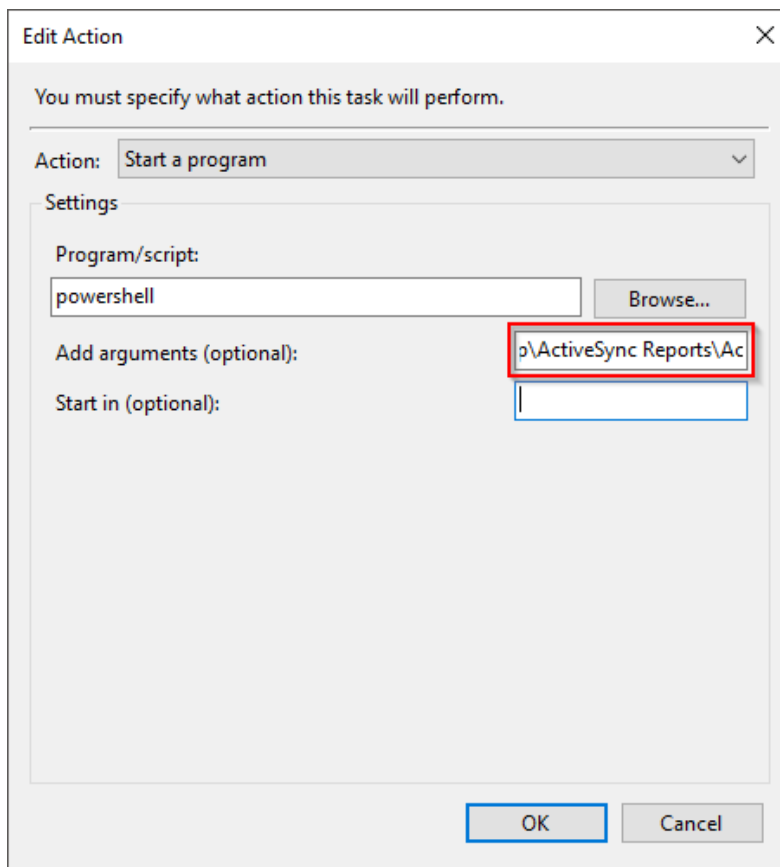 Edit Action
You must specify what action this task will perform.
Action: Start a program
Settings
Program/script:
powershell Browse...
Add arguments (optional): p\ActiveSync Reports\Ac
Start in (optional):
OK Cancel